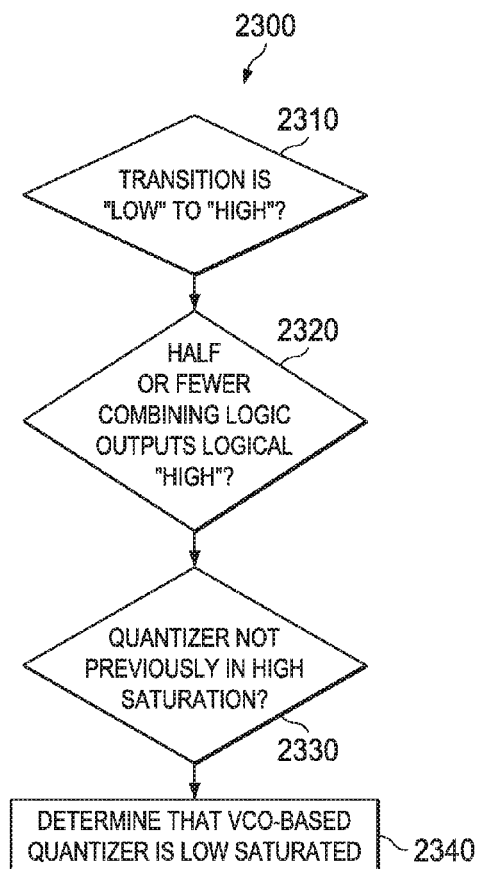 2300
2310
TRANSITION IS
"LOW" TO "HIGH"?
2320
HALF
OR FEWER
COMBINING LOGIC
OUTPUTS LOGICAL
"HIGH"?
QUANTIZER NOT
PREVIOUSLY IN HIGH
SATURATION?
2330
DETERMINE THAT VCO-BASED
QUANTIZER IS LOW SATURATED
2340